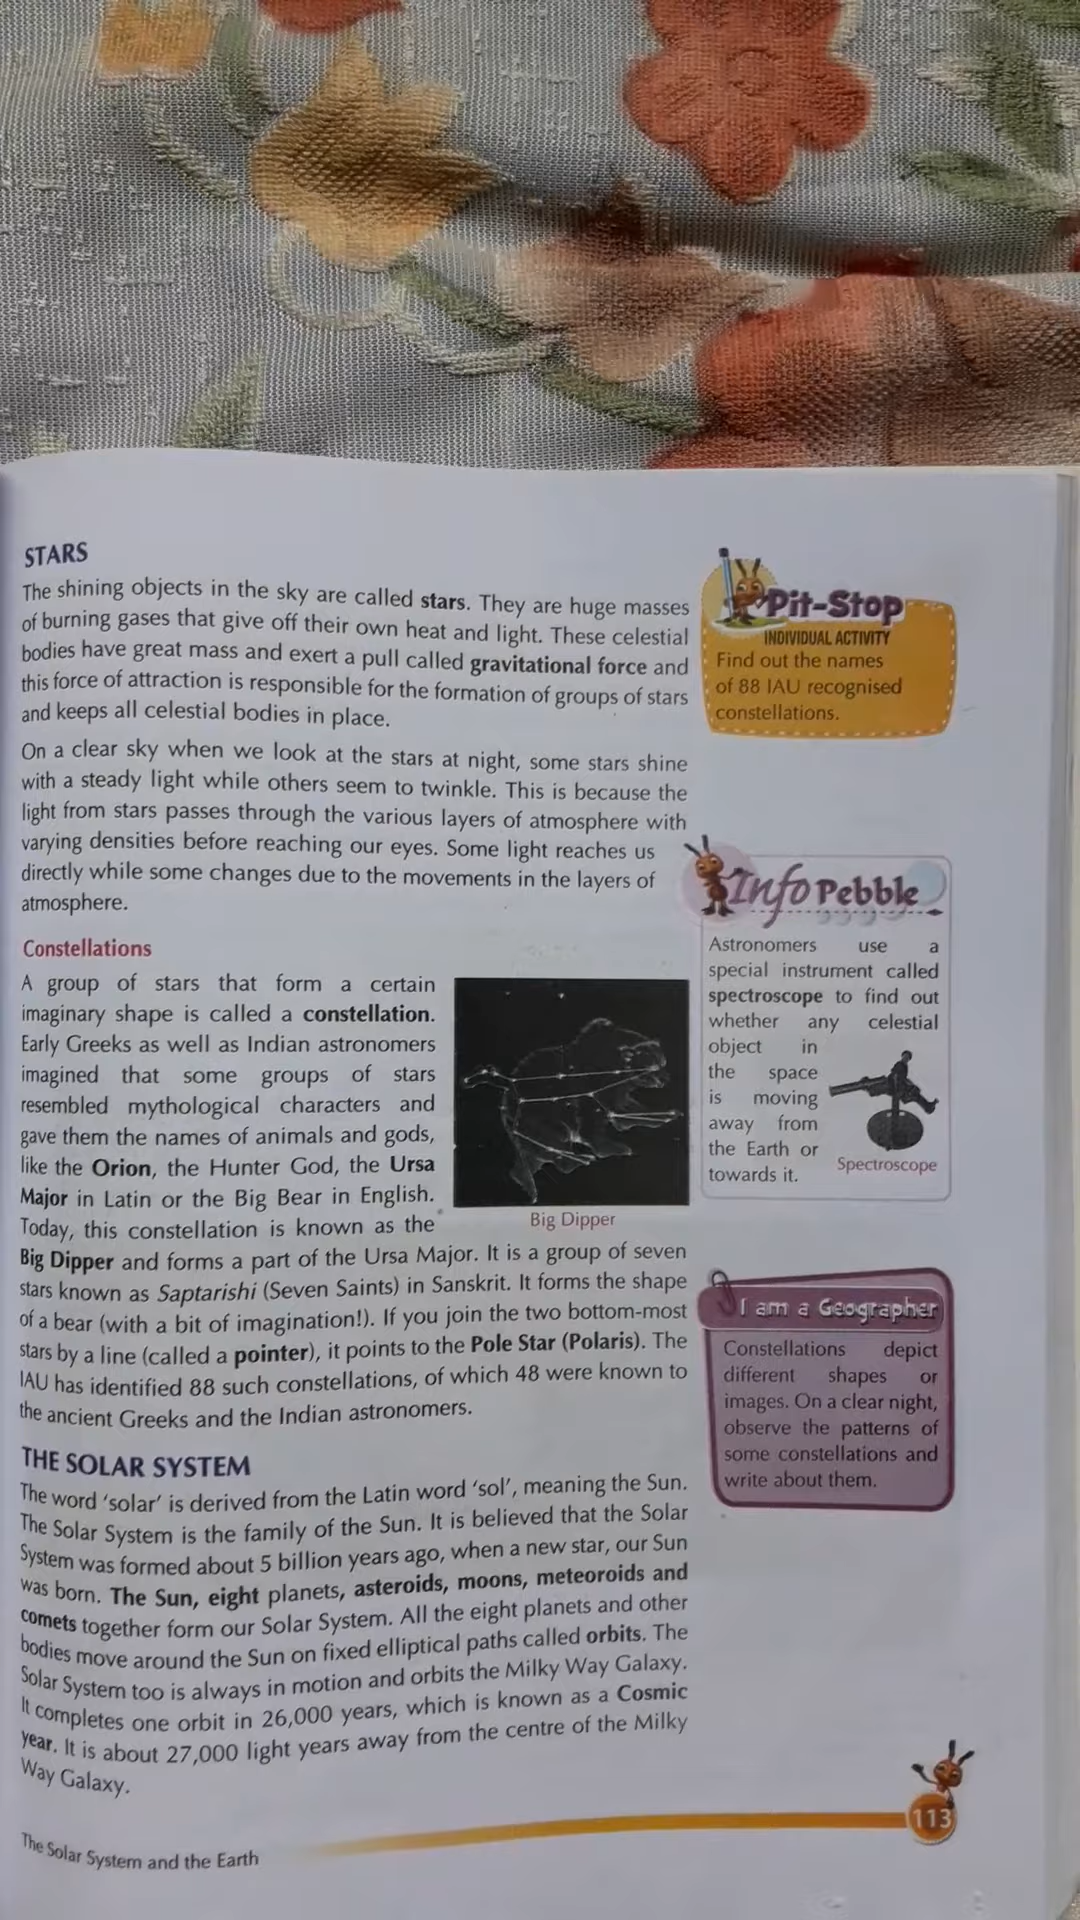 STARS
The shining objects in the sky are called stars. They are huge masses
of burning gases that give off their own heat and light. These celestial
bodies have great mass and exert a pull called gravitational force and
this force of attraction is responsible for the formation of groups of stars
and keeps all celestial bodies in place.
On a clear sky when we look at the stars at night, some stars shine
with a steady light while others seem to twinkle. This is because the
light from stars passes through the various layers of atmosphere with
varying densities before reaching our eyes. Some light reaches us
directly while some changes due to the movements in the layers of
atmosphere.
Constellations
A group of stars that form a certain
imaginary shape is called a constellation.
Early Greeks as well as Indian astronomers
imagined that some groups of stars
resembled mythological characters and
gave them the names of animals and gods,
like the Orion, the Hunter God, the Ursa
Major in Latin or the Big Bear in English.
Today, this constellation is known as the
Big Dipper and forms a part of the Ursa Major. It is a group of seven
stars known as Saptarishi (Seven Saints) in Sanskrit. It forms the shape
of a bear (with a bit of imagination!). If you join the two bottom-most
stars by a line (called a pointer), it points to the Pole Star (Polaris). The
IAU has identified 88 such constellations, of which 48 were known to
the ancient Greeks and the Indian astronomers.
Big Dipper
THE SOLAR SYSTEM
The word ‘solar’ is derived from the Latin word ‘sol’, meaning the Sun.
The Solar System is the family of the Sun. It is believed that the Solar
System was formed about 5 billion years ago, when a new star, our Sun
was born. The Sun, eight planets, asteroids, moons, meteoroids and
comets together form our Solar System. All the eight planets and other
bodies move around the Sun on fixed elliptical paths called orbits. The
Solar System too is always in motion and orbits the Milky Way Galaxy.
It completes one orbit in 26,000 years, which is known as a Cosmic
year. It is about 27,000 light years away from the centre of the Milky
Way Galaxy.
Pit-Stop
INDIVIDUAL ACTIVITY
Find out the names
of 88 IAU recognised
constellations.
Info Pebble
Astronomers use a
special instrument called
spectroscope to find out
whether any celestial
object in
the space
is moving
away from
the Earth or
towards it.
Spectroscope
I am a Geographer
Constellations depict
different shapes or
images. On a clear night,
observe the patterns of
some constellations and
write about them.
The Solar System and the Earth
113